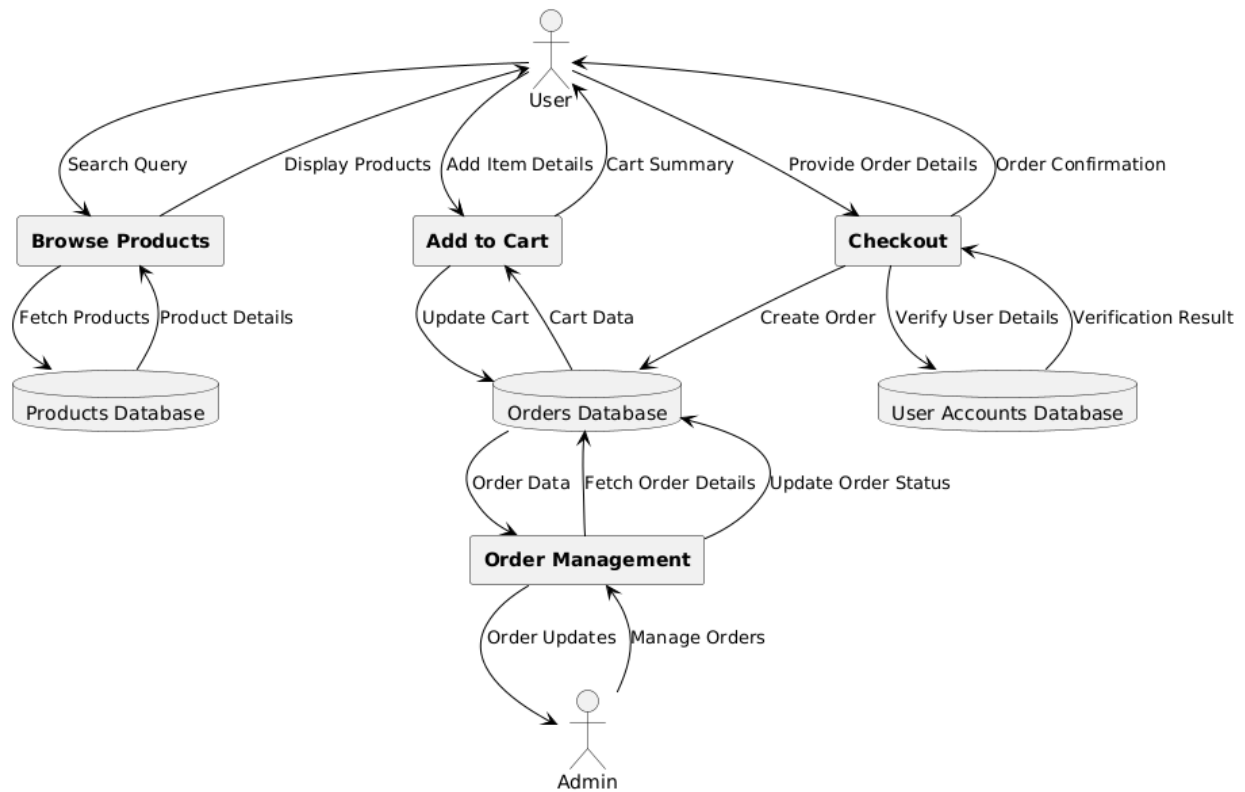 User
Search Query
Display Products
Add Item Details
Cart Summary
Provide Order Details
Order Confirmation
Browse Products
Add to Cart
Checkout
Fetch Products
Product Details
Update Cart
Cart Data
Create Order
Verify User Details
Verification Result
Products Database
Orders Database
User Accounts Database
Order Data
Fetch Order Details
Update Order Status
Order Management
Order Updates
Manage Orders
Admin